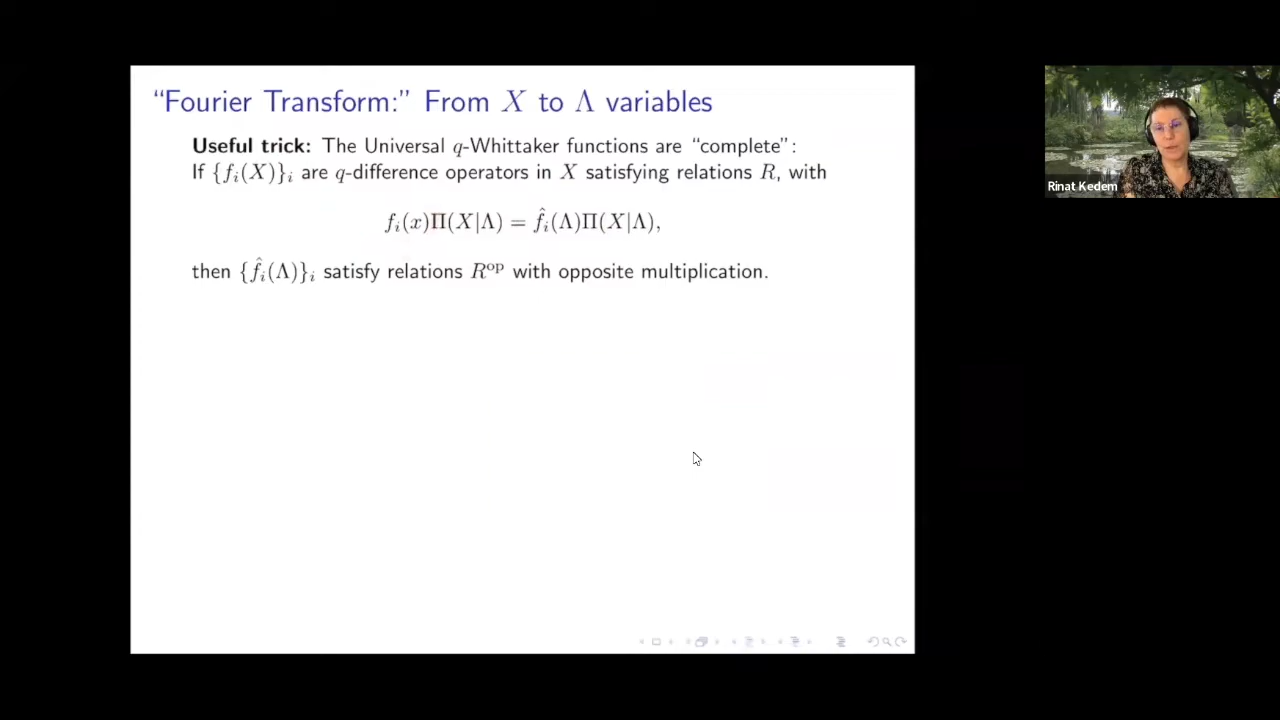 “Fourier Transform:” From X to Λ variables
Useful trick: The Universal q-Whittaker functions are “complete”:
If {f_i(X)}_i are q-difference operators in X satisfying relations R, with
f_i(x)Π(X|Λ) = f̂_i(Λ)Π(X|Λ),
then {f̂_i(Λ)}_i satisfy relations R^op with opposite multiplication.
Rinat Kedem